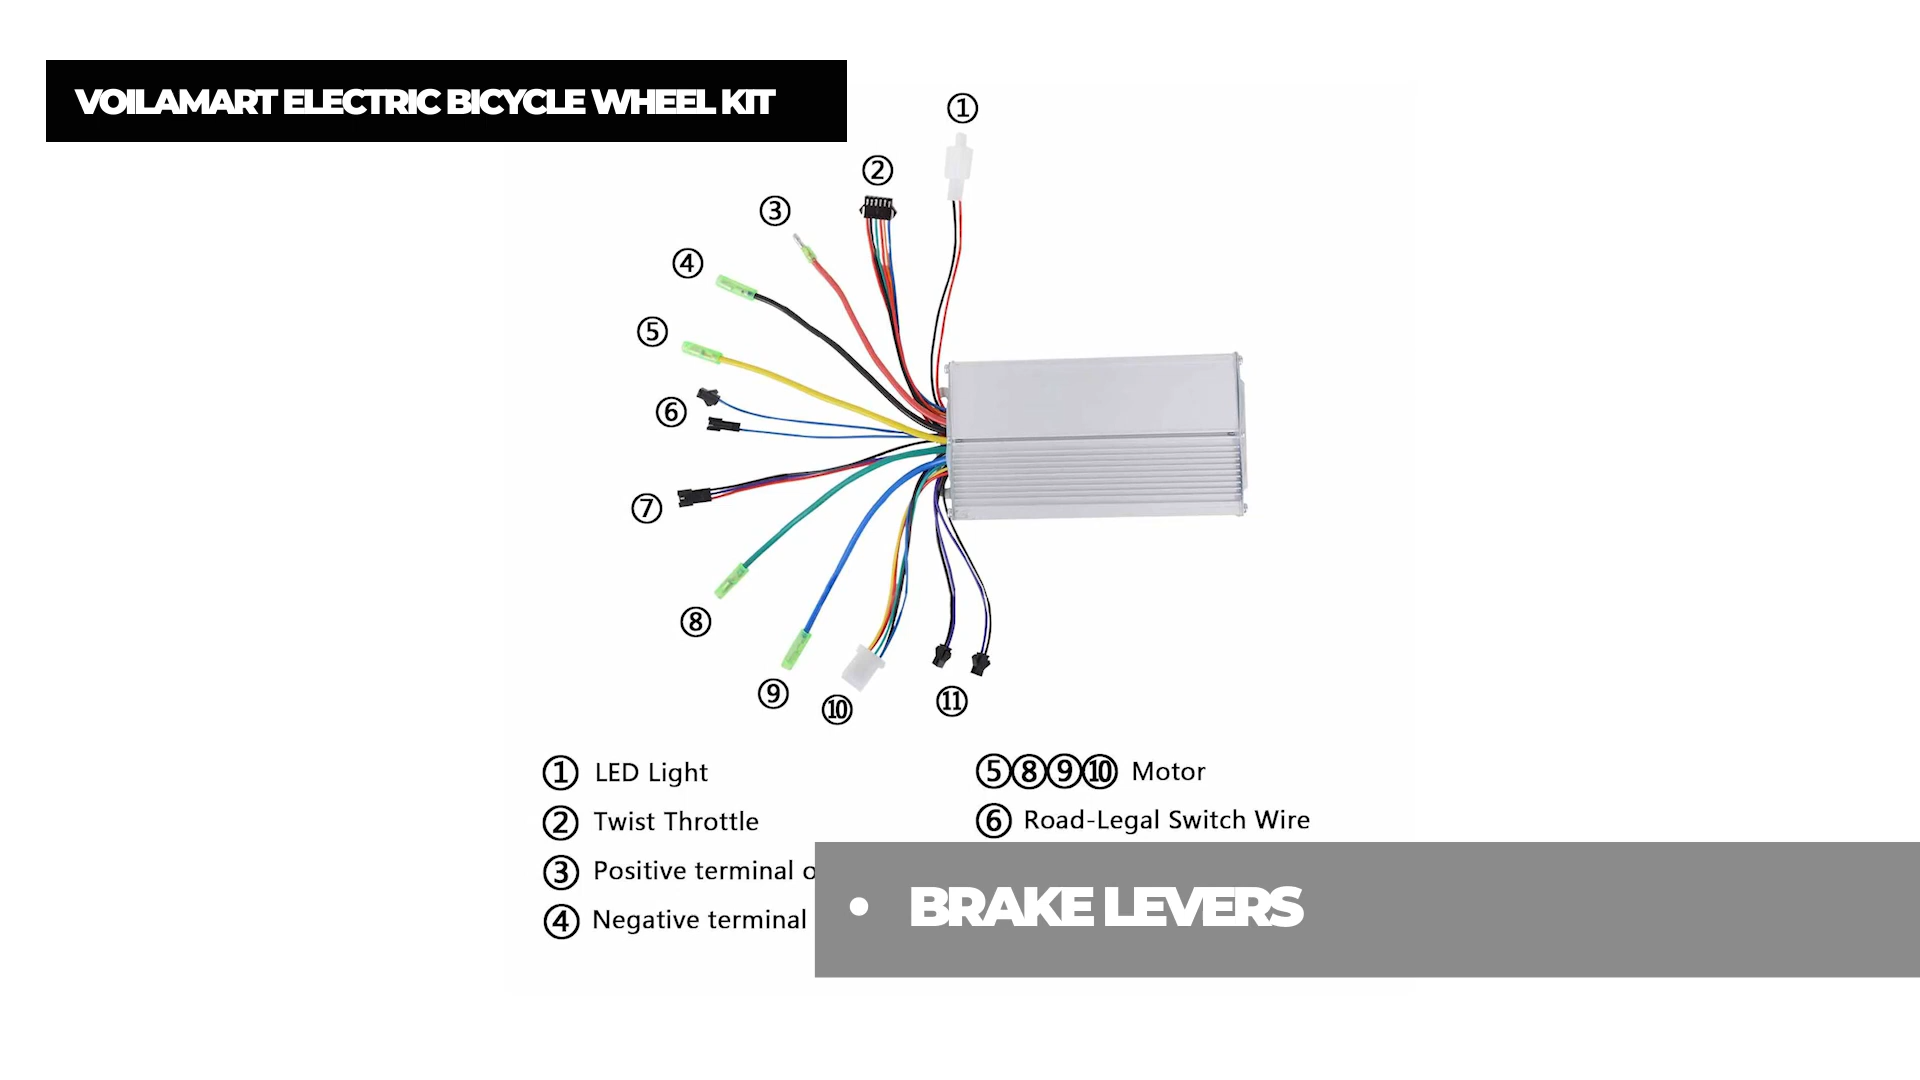 VOILAMART ELECTRIC BICYCLE WHEEL KIT
①
②
③
④
⑤
⑥
⑦
⑧
⑨
⑩
⑪
① LED Light
② Twist Throttle
③ Positive terminal
④ Negative terminal
⑤⑧⑨⑩ Motor
⑥ Road-Legal Switch Wire
• BRAKE LEVERS